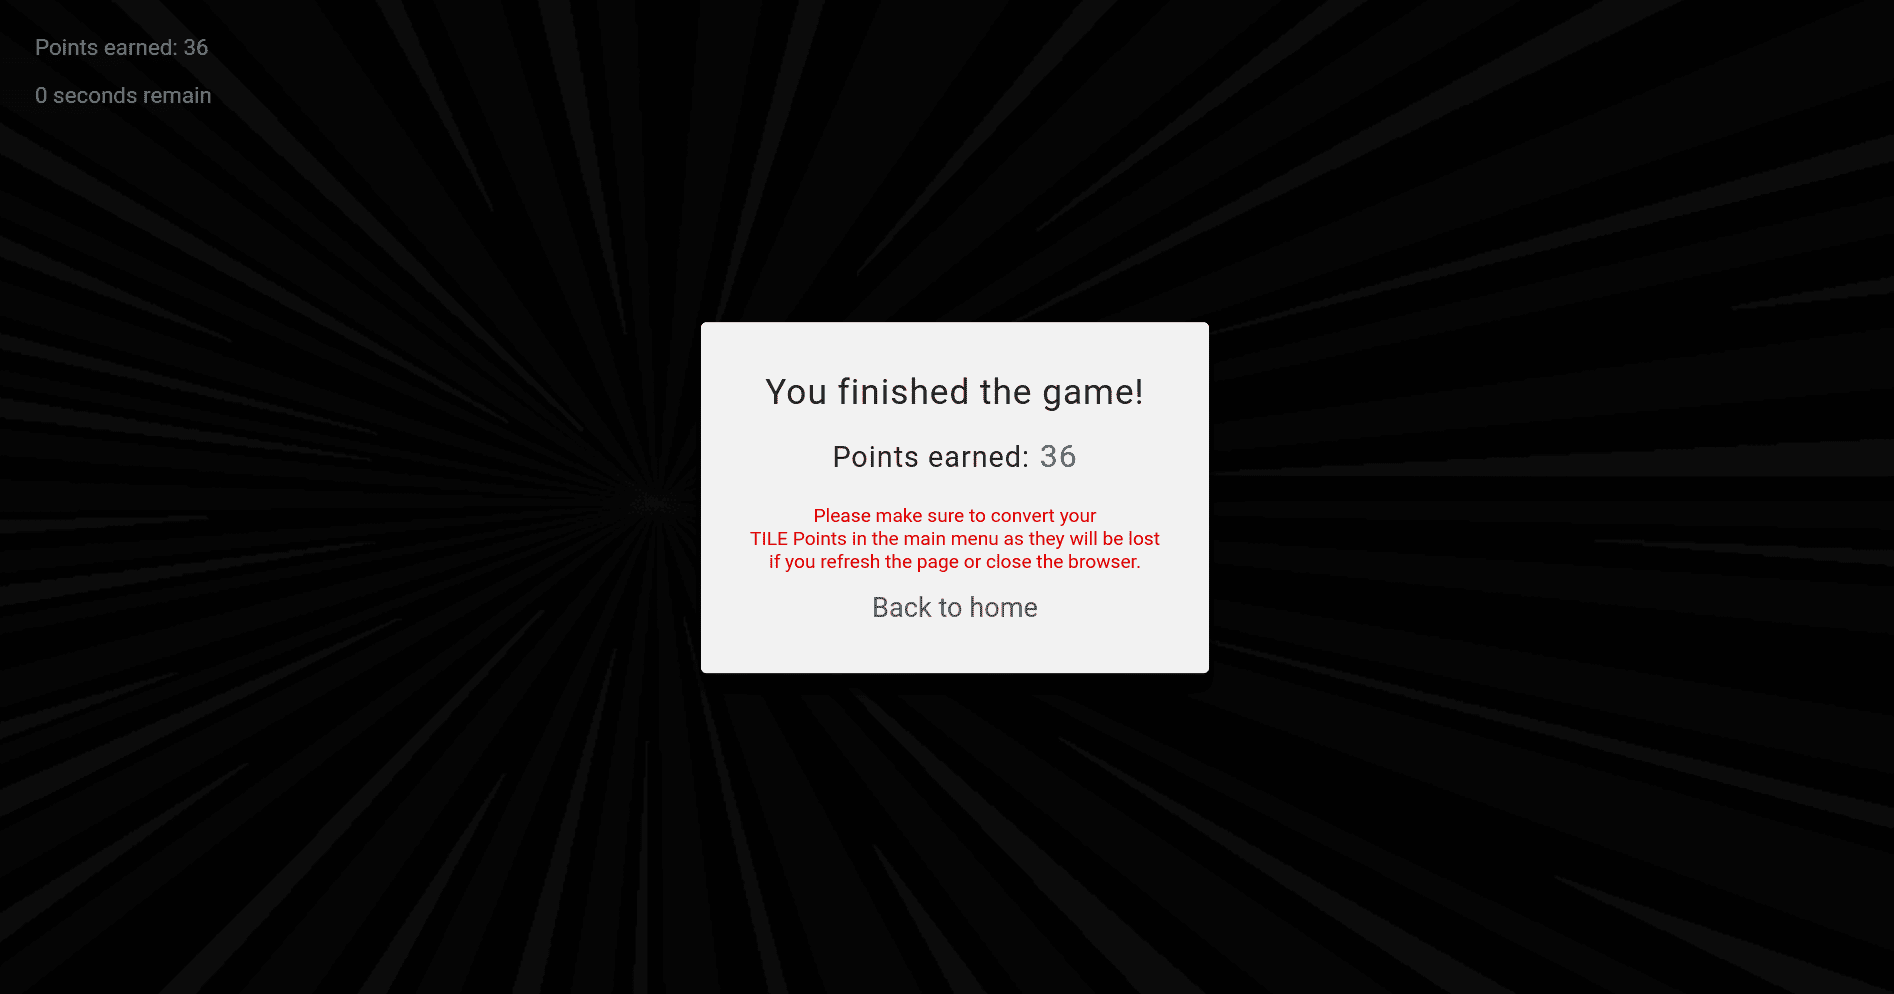 Points earned: 36
0 seconds remain
You finished the game!
Points earned: 36
Please make sure to convert your
TILE Points in the main menu as they will be lost
if you refresh the page or close the browser.
Back to home